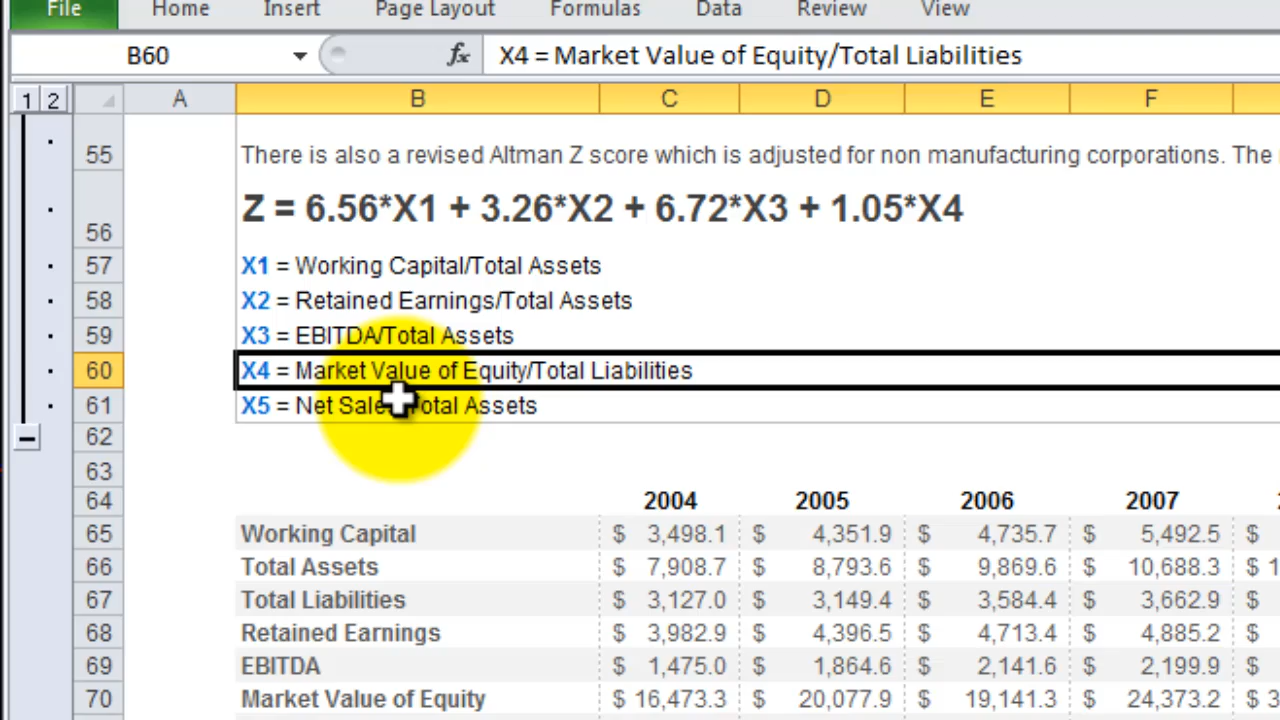 File Home Insert Page Layout Formulas Data Review View
B60 fx X4 = Market Value of Equity/Total Liabilities
1 2 A B C D E F
55 There is also a revised Altman Z score which is adjusted for non manufacturing corporations. The
56 Z = 6.56*X1 + 3.26*X2 + 6.72*X3 + 1.05*X4
57 X1 = Working Capital/Total Assets
58 X2 = Retained Earnings/Total Assets
59 X3 = EBITDA/Total Assets
60 X4 = Market Value of Equity/Total Liabilities
61 X5 = Net Sales/Total Assets
62
63
64 2004 2005 2006 2007
65 Working Capital $ 3,498.1 $ 4,351.9 $ 4,735.7 $ 5,492.5 $
66 Total Assets $ 7,908.7 $ 8,793.6 $ 9,869.6 $ 10,688.3 $ 1
67 Total Liabilities $ 3,127.0 $ 3,149.4 $ 3,584.4 $ 3,662.9 $
68 Retained Earnings $ 3,982.9 $ 4,396.5 $ 4,713.4 $ 4,885.2 $
69 EBITDA $ 1,475.0 $ 1,864.6 $ 2,141.6 $ 2,199.9 $
70 Market Value of Equity $ 16,473.3 $ 20,077.9 $ 19,141.3 $ 24,373.2 $ 3